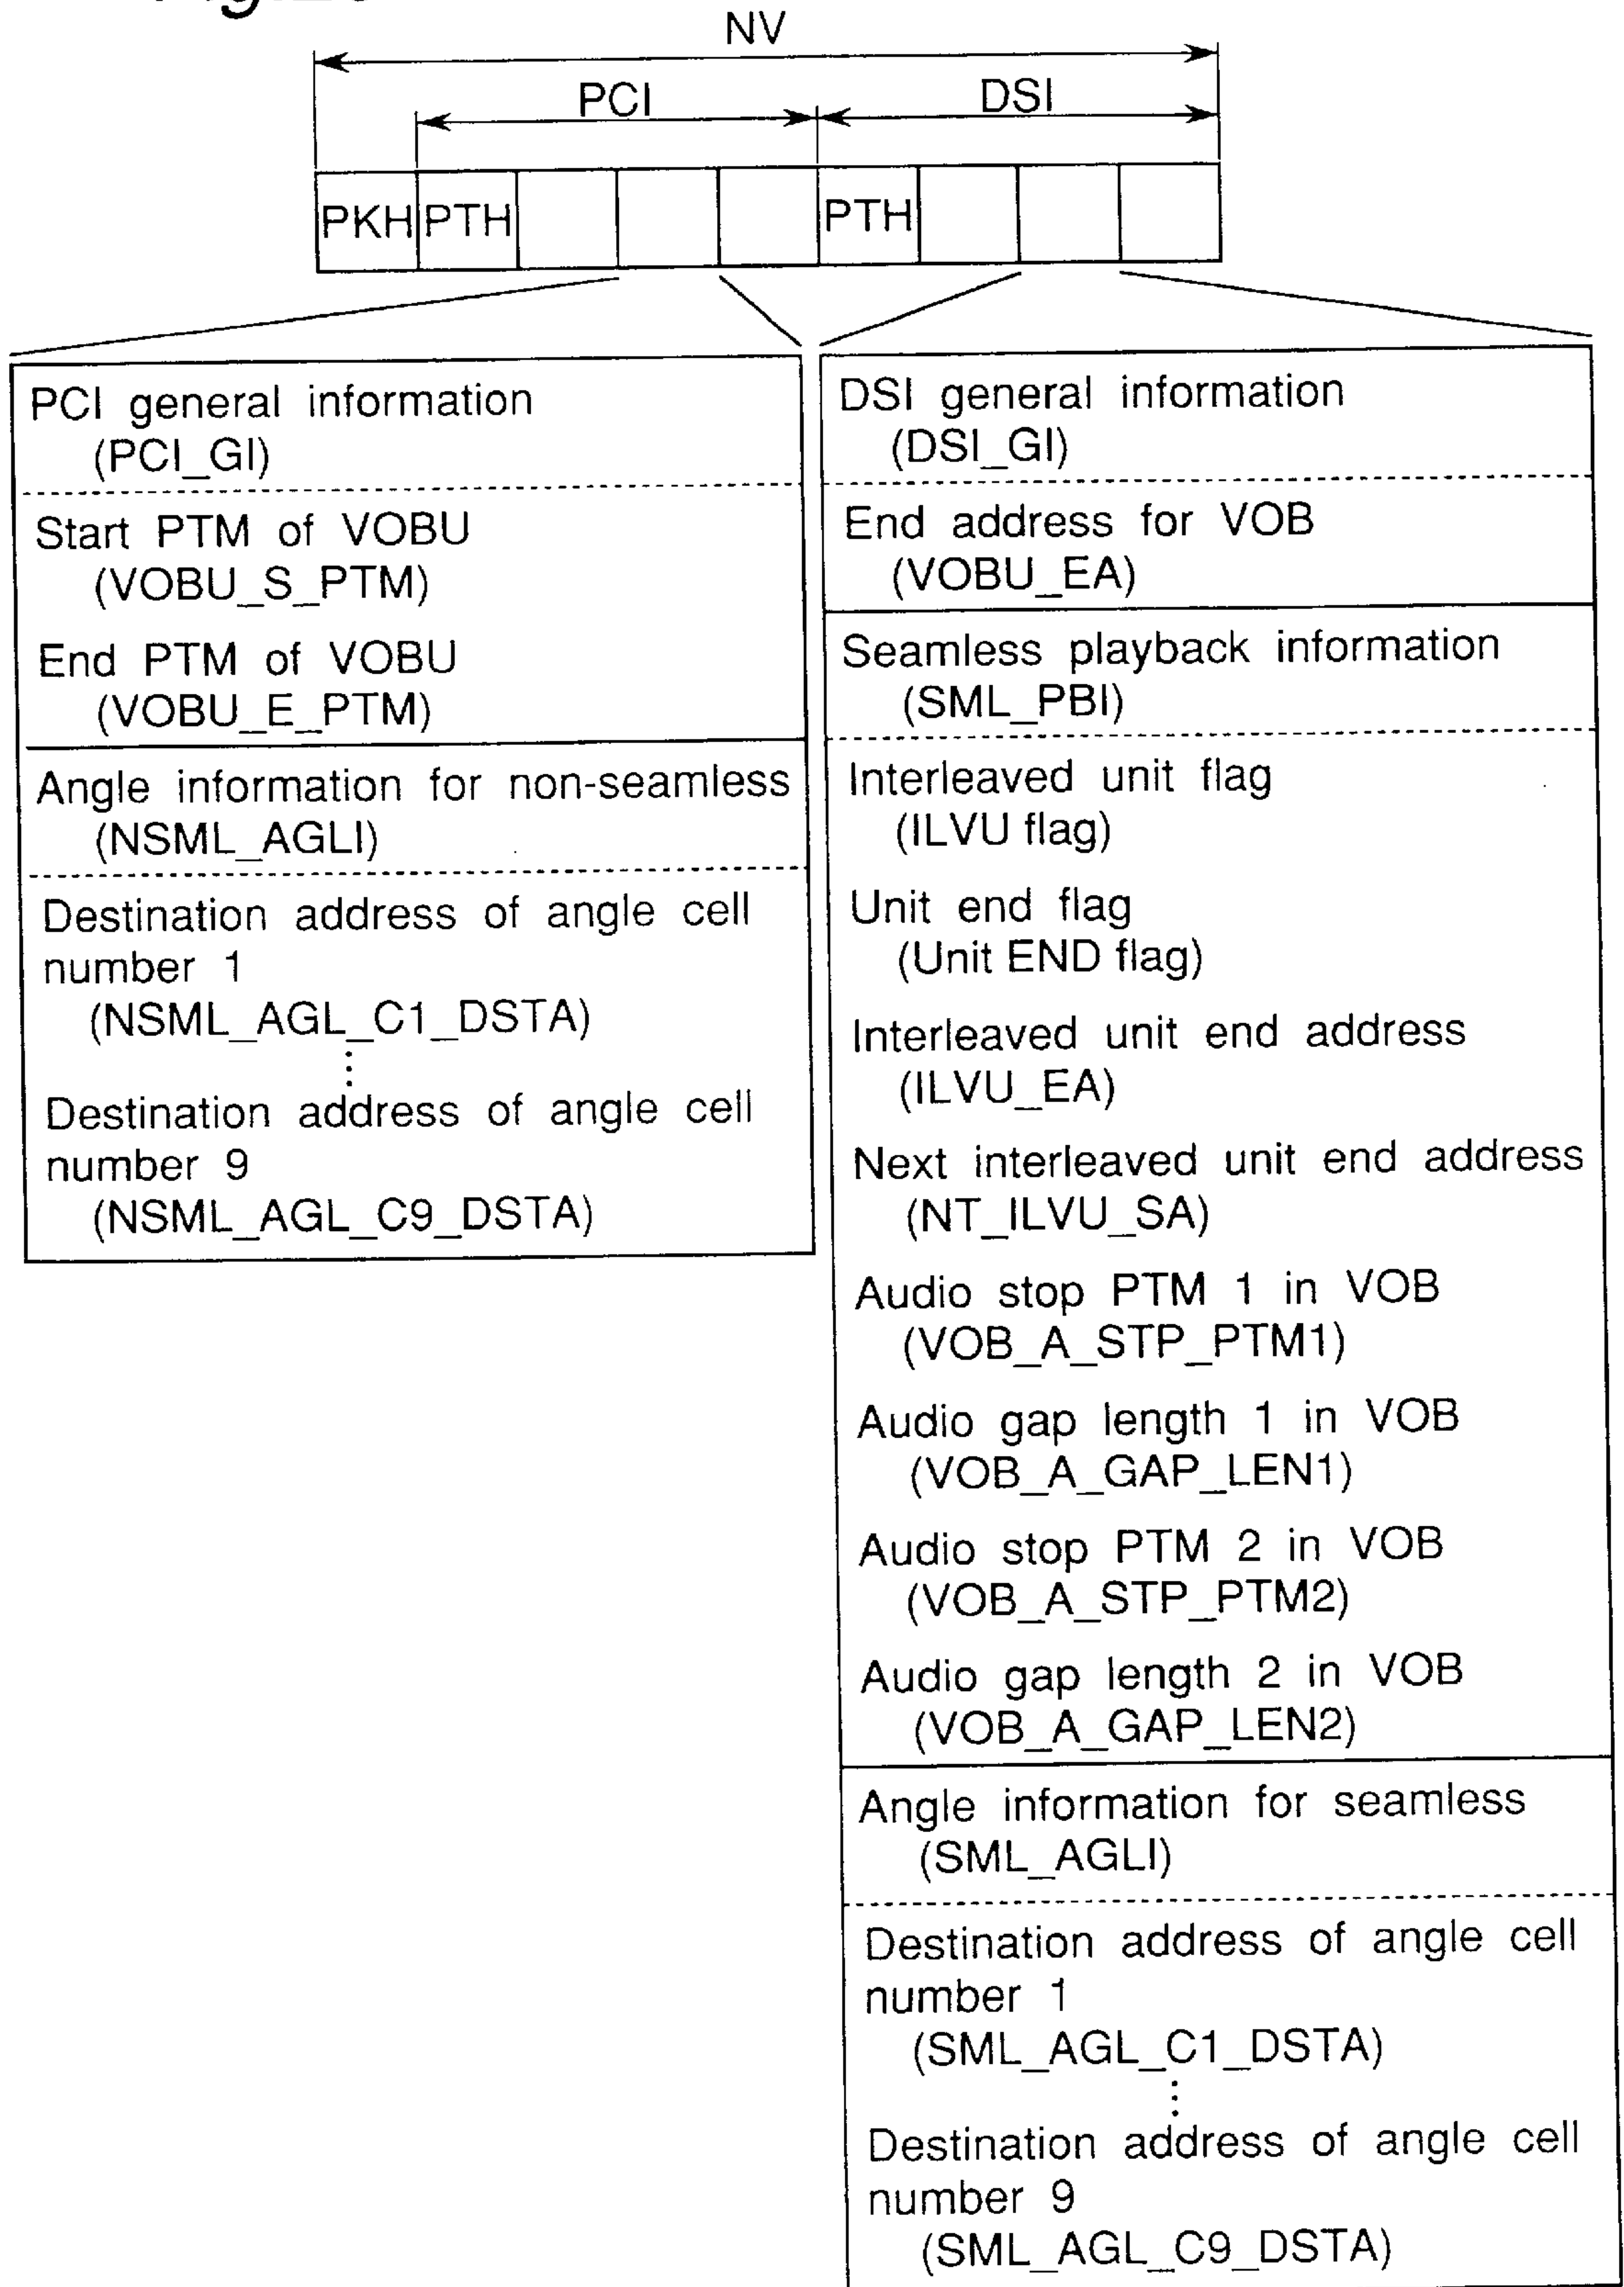 NV
PCI
DSI
PKH PTH PTH
PCI general information
(PCI_GI)
Start PTM of VOBU
(VOBU_S_PTM)
End PTM of VOBU
(VOBU_E_PTM)
Angle information for non-seamless
(NSML_AGLI)
Destination address of angle cell
number 1
(NSML_AGL_C1_DSTA)
Destination address of angle cell
number 9
(NSML_AGL_C9_DSTA)
DSI general information
(DSI_GI)
End address for VOB
(VOBU_EA)
Seamless playback information
(SML_PBI)
Interleaved unit flag
(ILVU flag)
Unit end flag
(Unit END flag)
Interleaved unit end address
(ILVU_EA)
Next interleaved unit end address
(NT_ILVU_SA)
Audio stop PTM 1 in VOB
(VOB_A_STP_PTM1)
Audio gap length 1 in VOB
(VOB_A_GAP_LEN1)
Audio stop PTM 2 in VOB
(VOB_A_STP_PTM2)
Audio gap length 2 in VOB
(VOB_A_GAP_LEN2)
Angle information for seamless
(SML_AGLI)
Destination address of angle cell
number 1
(SML_AGL_C1_DSTA)
Destination address of angle cell
number 9
(SML_AGL_C9_DSTA)